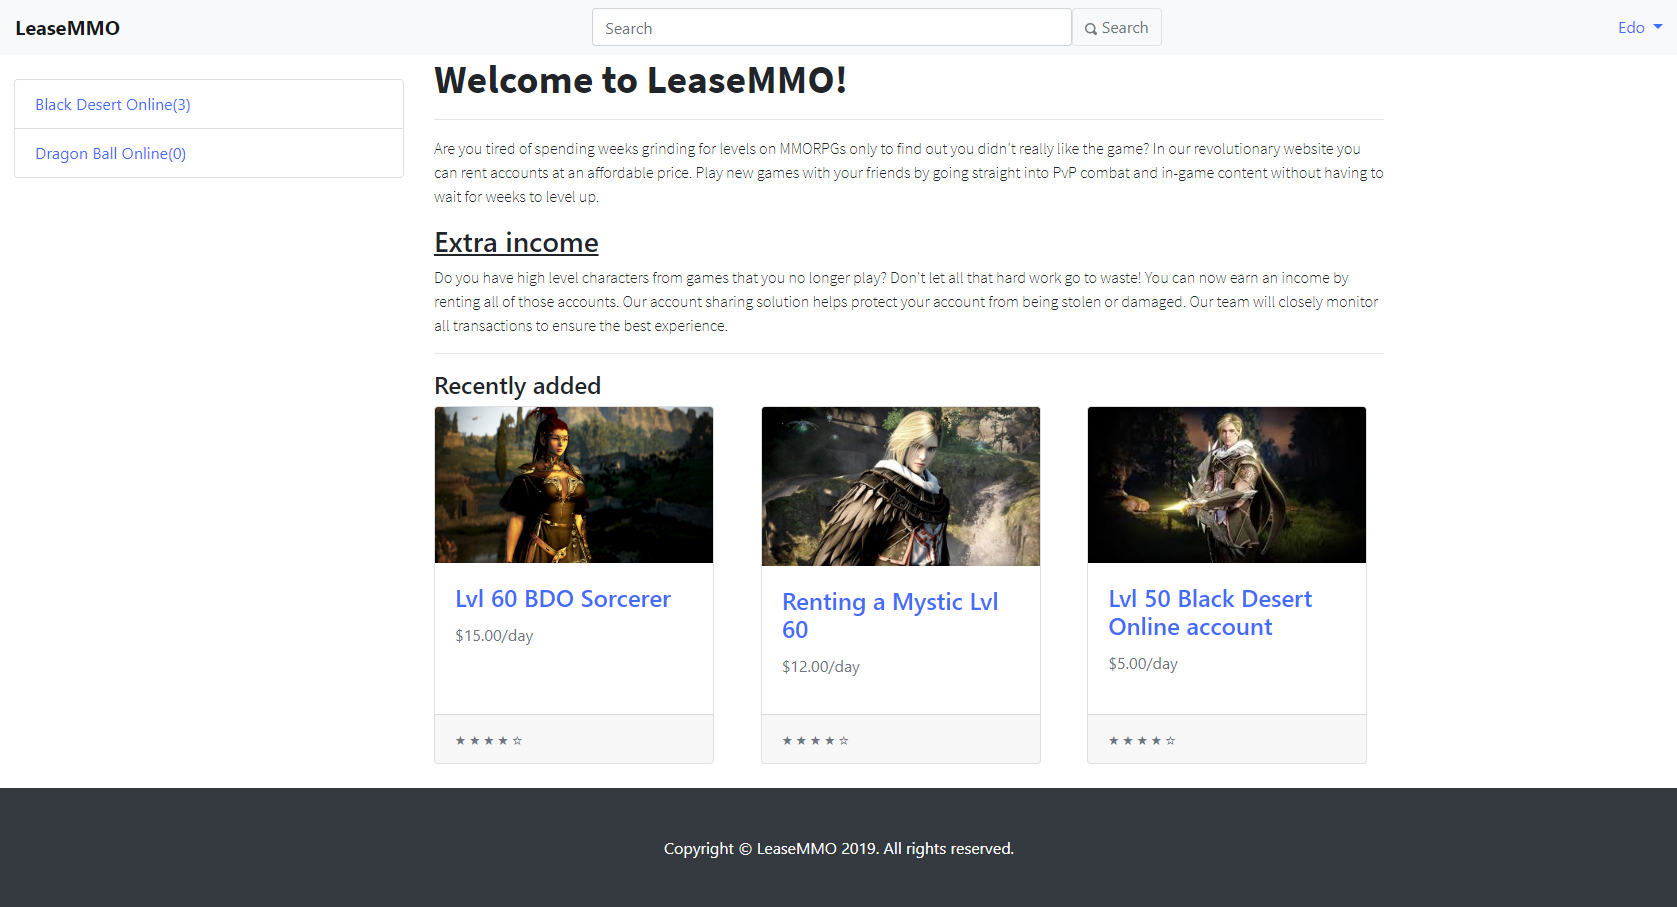 LeaseMMO
Search
Search
Edo
Black Desert Online(3)
Dragon Ball Online(0)
Welcome to LeaseMMO!
Are you tired of spending weeks grinding for levels on MMORPGs only to find out you didn't really like the game? In our revolutionary website you
can rent accounts at an affordable price. Play new games with your friends by going straight into PvP combat and in-game content without having to
wait for weeks to level up.
Extra income
Do you have high level characters from games that you no longer play? Don't let all that hard work go to waste! You can now earn an income by
renting all of those accounts. Our account sharing solution helps protect your account from being stolen or damaged. Our team will closely monitor
all transactions to ensure the best experience.
Recently added
Lvl 60 BDO Sorcerer
$15.00/day
★ ★ ★ ★ ☆
Renting a Mystic Lvl
60
$12.00/day
★ ★ ★ ★ ☆
Lvl 50 Black Desert
Online account
$5.00/day
★ ★ ★ ★ ☆
Copyright © LeaseMMO 2019. All rights reserved.